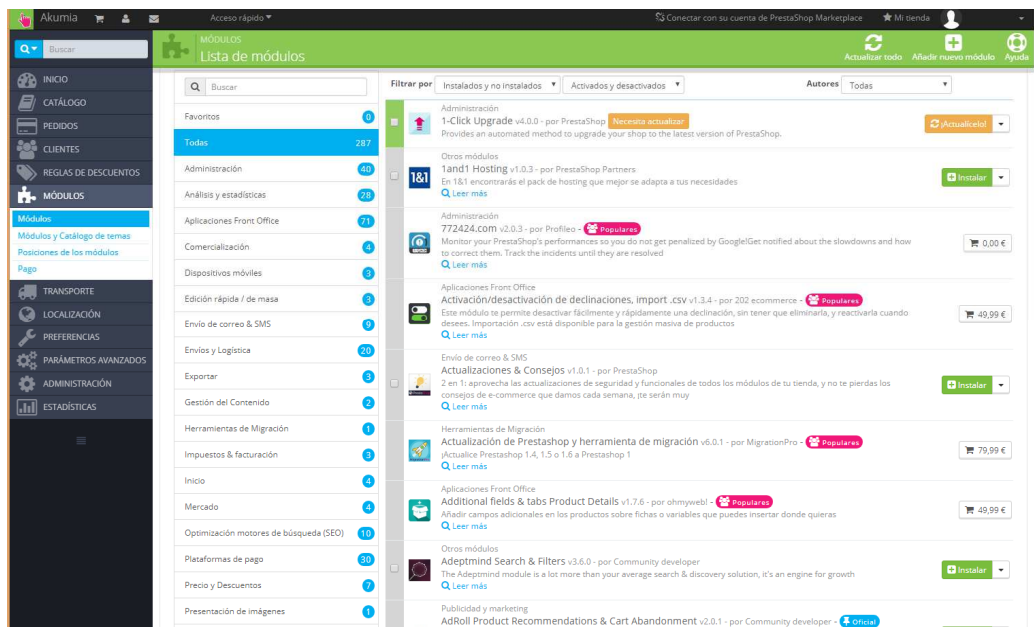 Akumia
Acceso rápido
Conectar con su cuenta de PrestaShop Marketplace
Mi tienda
Buscar
MÓDULOS
Lista de módulos
Actualizar todo
Añadir nuevo módulo
Ayuda
INICIO
CATÁLOGO
PEDIDOS
CLIENTES
REGLAS DE DESCUENTOS
MÓDULOS
Módulos
Módulos y Catálogo de temas
Posiciones de los módulos
Pago
TRANSPORTE
LOCALIZACIÓN
PREFERENCIAS
PARÁMETROS AVANZADOS
ADMINISTRACIÓN
ESTADÍSTICAS
Buscar
Favoritos 0
Todas 287
Administración 40
Análisis y estadísticas 28
Aplicaciones Front Office 71
Comercialización 4
Dispositivos móviles 3
Edición rápida / de masa 3
Envío de correo & SMS 9
Envíos y Logística 20
Exportar 3
Gestión del Contenido 2
Herramientas de Migración 1
Impuestos & facturación 3
Inicio 4
Mercado 4
Optimización motores de búsqueda (SEO) 10
Plataformas de pago 30
Precio y Descuentos 7
Presentación de imágenes 1
Filtrar por
Instalados y no instalados
Activados y desactivados
Autores
Todas
Administración
1-Click Upgrade v4.0.0 - por PrestaShop Necesita actualizar
Provides an automated method to upgrade your shop to the latest version of PrestaShop.
¡Actualícelo!
Otros módulos
1&1
1and1 Hosting v1.0.3 - por PrestaShop Partners
En 1&1 encontrarás el pack de hosting que mejor se adapta a tus necesidades
Leer más
Instalar
Administración
772424.com v2.0.3 - por Profileo - Populares
Monitor your PrestaShop's performances so you do not get penalized by Google!Get notified about the slowdowns and how
to correct them. Track the incidents until they are resolved
Leer más
0,00 €
Aplicaciones Front Office
Activación/desactivación de declinaciones, import .csv v1.3.4 - por 202 ecommerce - Populares
Este módulo te permite desactivar fácilmente y rápidamente una declinación, sin tener que eliminarla, y reactivarla cuando
desees. Importación .csv está disponible para la gestión masiva de productos
Leer más
49,99 €
Envío de correo & SMS
Actualizaciones & Consejos v1.0.1 - por PrestaShop
2 en 1: aprovecha las actualizaciones de seguridad y funcionales de todos los módulos de tu tienda, y no te pierdas los
consejos de e-commerce que damos cada semana, ¡te serán muy
Leer más
Instalar
Herramientas de Migración
Actualización de Prestashop y herramienta de migración v6.0.1 - por MigrationPro - Populares
¡Actualice Prestashop 1.4, 1.5 o 1.6 a Prestashop 1
Leer más
79,99 €
Aplicaciones Front Office
Additional fields & tabs Product Details v1.7.6 - por ohmyweb! - Populares
Añadir campos adicionales en los productos sobre fichas o variables que puedes insertar donde quieras
Leer más
49,99 €
Otros módulos
Adeptmind Search & Filters v3.6.0 - por Community developer
The Adeptmind module is a lot more than your average search & discovery solution, it's an engine for growth
Leer más
Instalar
Publicidad y marketing
AdRoll Product Recommendations & Cart Abandonment v2.0.1 - por Community developer - Oficial